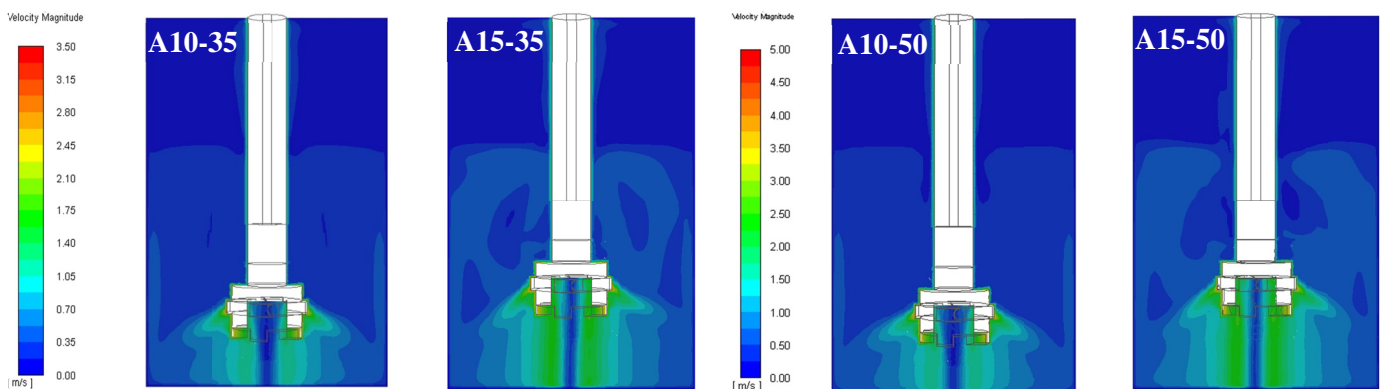 Velocity Magnitude
3.50
3.15
2.80
2.45
2.10
1.75
1.40
1.05
0.70
0.35
0.00
[ m/s ]
A10-35
A15-35
Velocity Magnitude
5.00
4.50
4.00
3.50
3.00
2.50
2.00
1.50
1.00
0.50
0.00
[ m/s ]
A10-50
A15-50